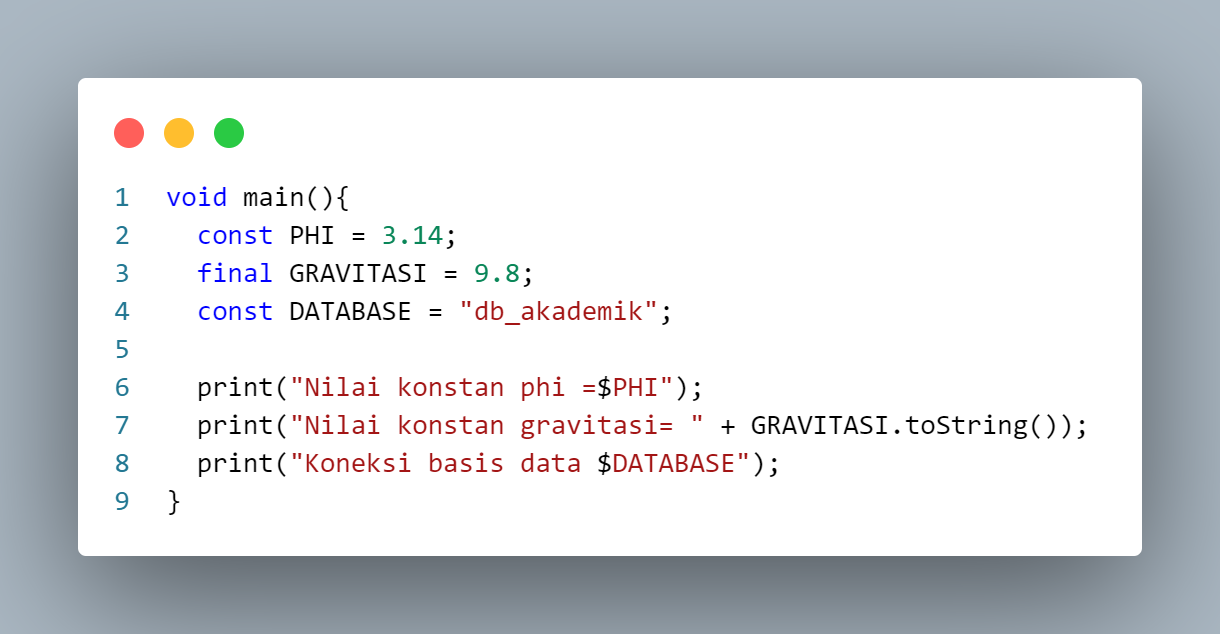 1 void main(){
2   const PHI = 3.14;
3   final GRAVITASI = 9.8;
4   const DATABASE = "db_akademik";
5
6   print("Nilai konstan phi =$PHI");
7   print("Nilai konstan gravitasi= " + GRAVITASI.toString());
8   print("Koneksi basis data $DATABASE");
9 }